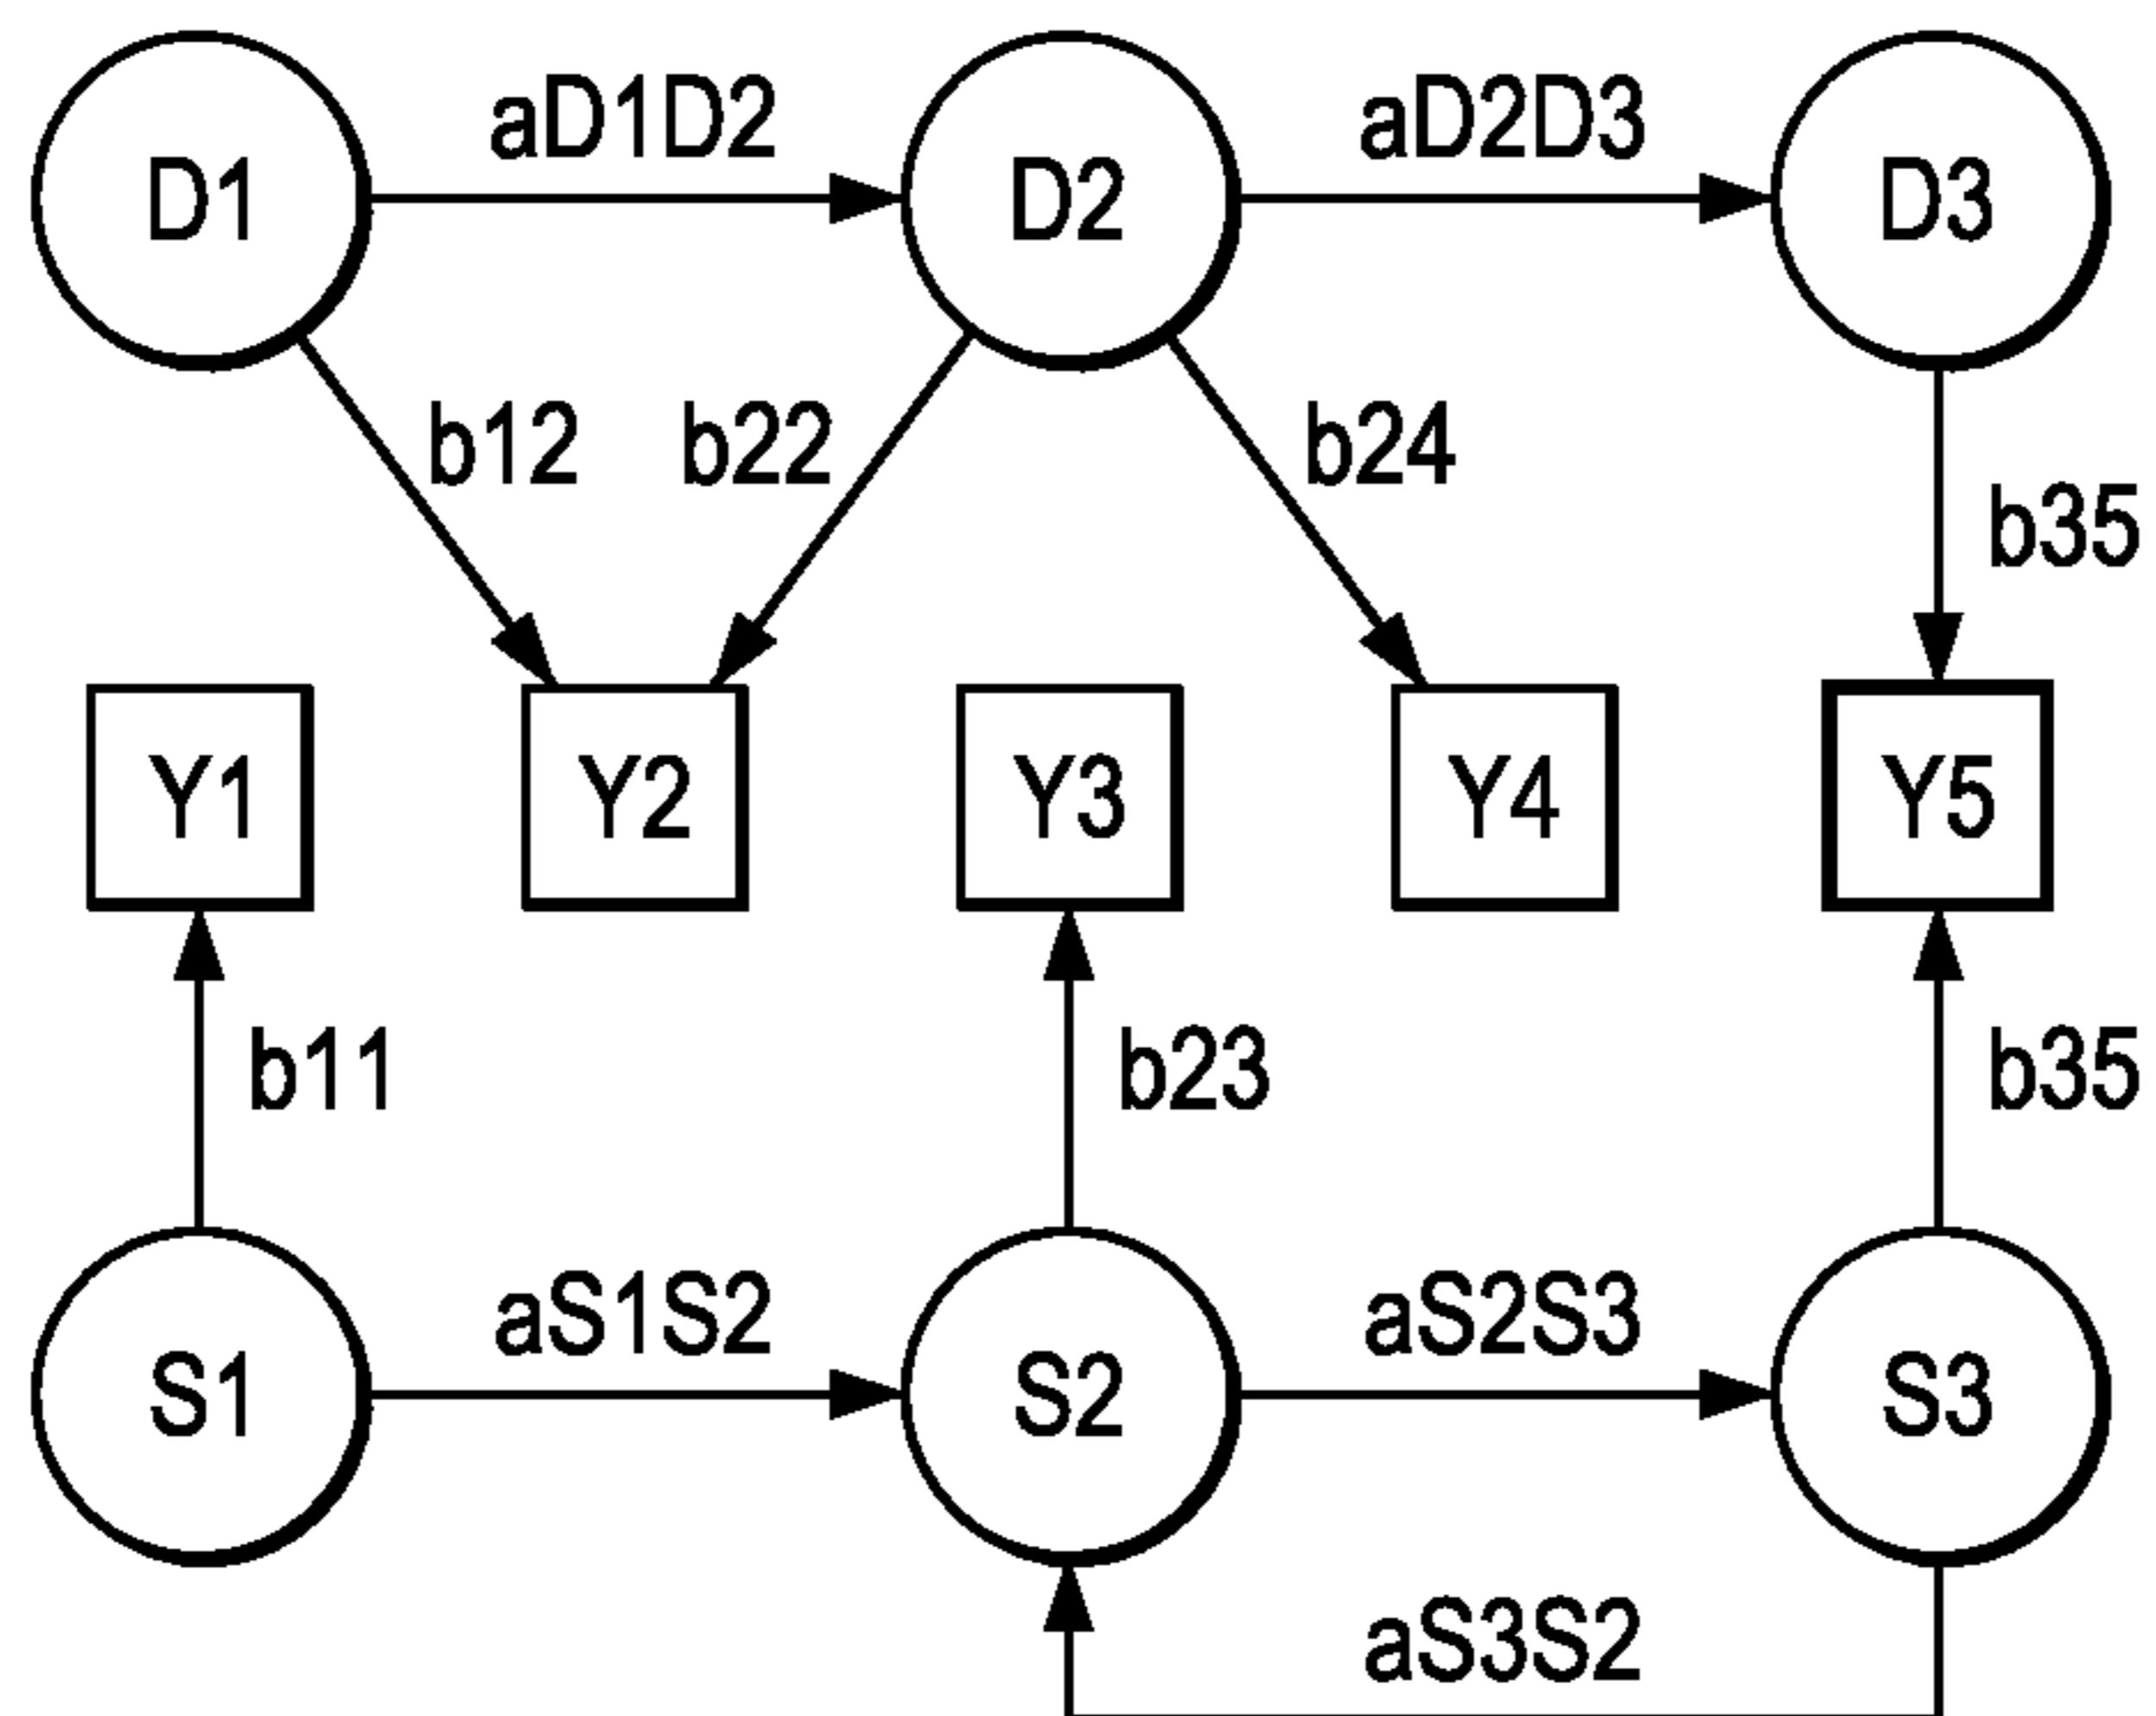 aD1D2 aD2D3
D1 D2 D3
b12 b22 b24
b35
Y1 Y2 Y3 Y4 Y5
b11 b23 b35
aS1S2 aS2S3
S1 S2 S3
aS3S2